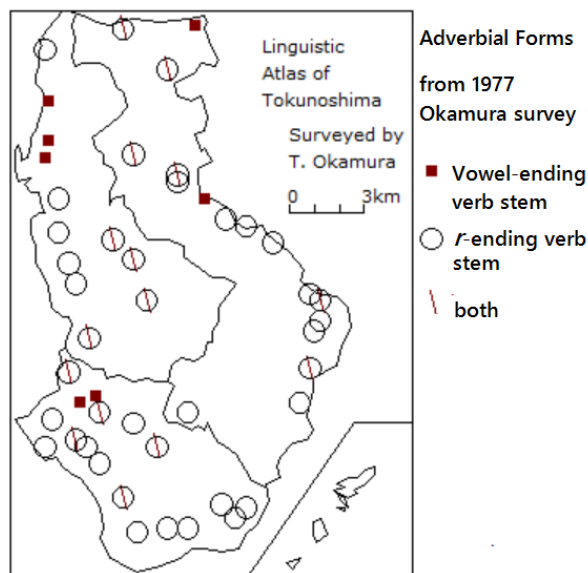 Linguistic
Atlas of
Tokunoshima
Surveyed by
T. Okamura
0 3km
Adverbial Forms
from 1977
Okamura survey
Vowel-ending
verb stem
r-ending verb
stem
both